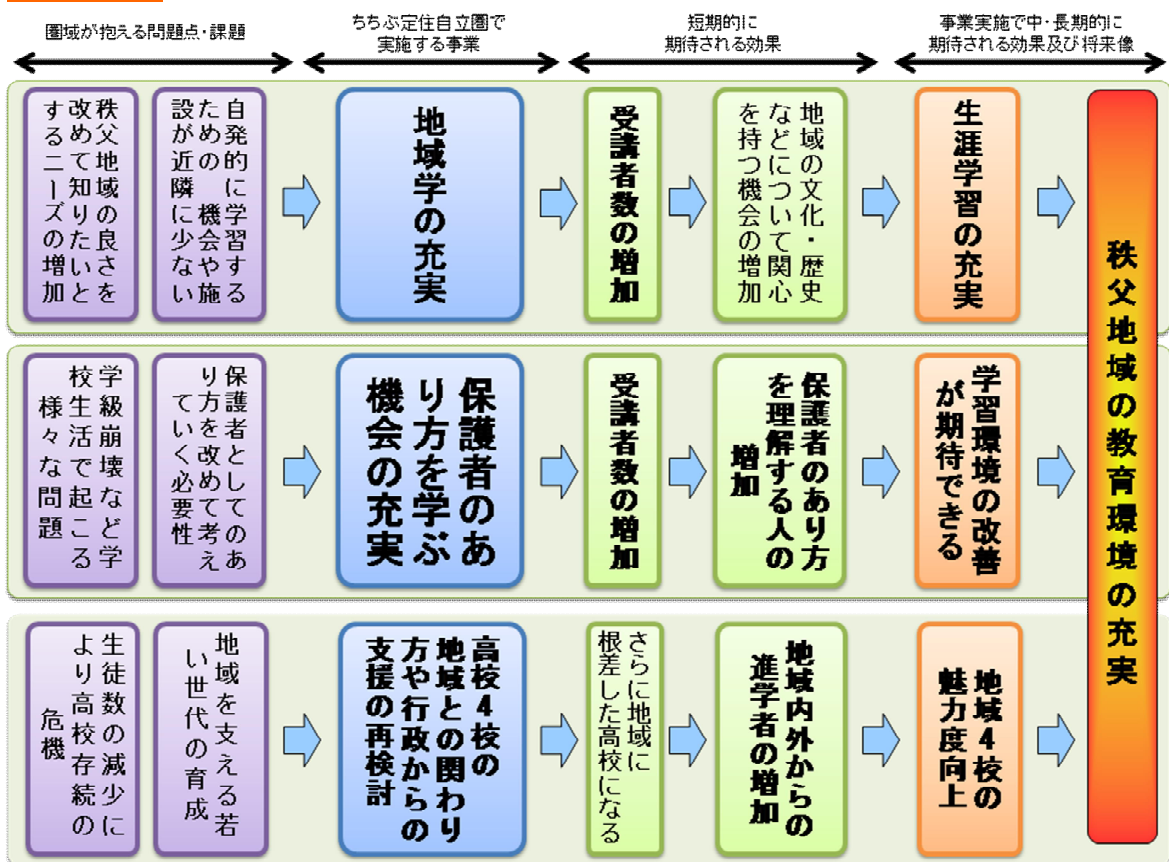 圏域が抱える問題点・課題
ちちぶ定住自立圏で
実施する事業
短期的に
期待される効果
事業実施で中・長期的に
期待される効果及び将来像
秩父地域の良さを
改めて知りたいと
するニーズの増加
自発的に学習する
ための　機会や施
設が近隣に少ない
地域学の充実
受講者数の増加
地域の文化・歴史
などについて関心
を持つ機会の増加
生涯学習の充実
学級崩壊など学
校生活で起こる
様々な問題
保護者としてのあ
り方を改めて考え
ていく必要性
保護者のあ
り方を学ぶ
機会の充実
受講者数の増加
保護者のあり方
を理解する人の
増加
学習環境の改善
が期待できる
生徒数の減少に
より高校存続の
危機
地域を支える若
い世代の育成
高校４校の
地域との関わり
方や行政からの
支援の再検討
さらに地域に
根差した高校になる
地域内外からの
進学者の増加
地域４校の
魅力度向上
秩父地域の教育環境の充実